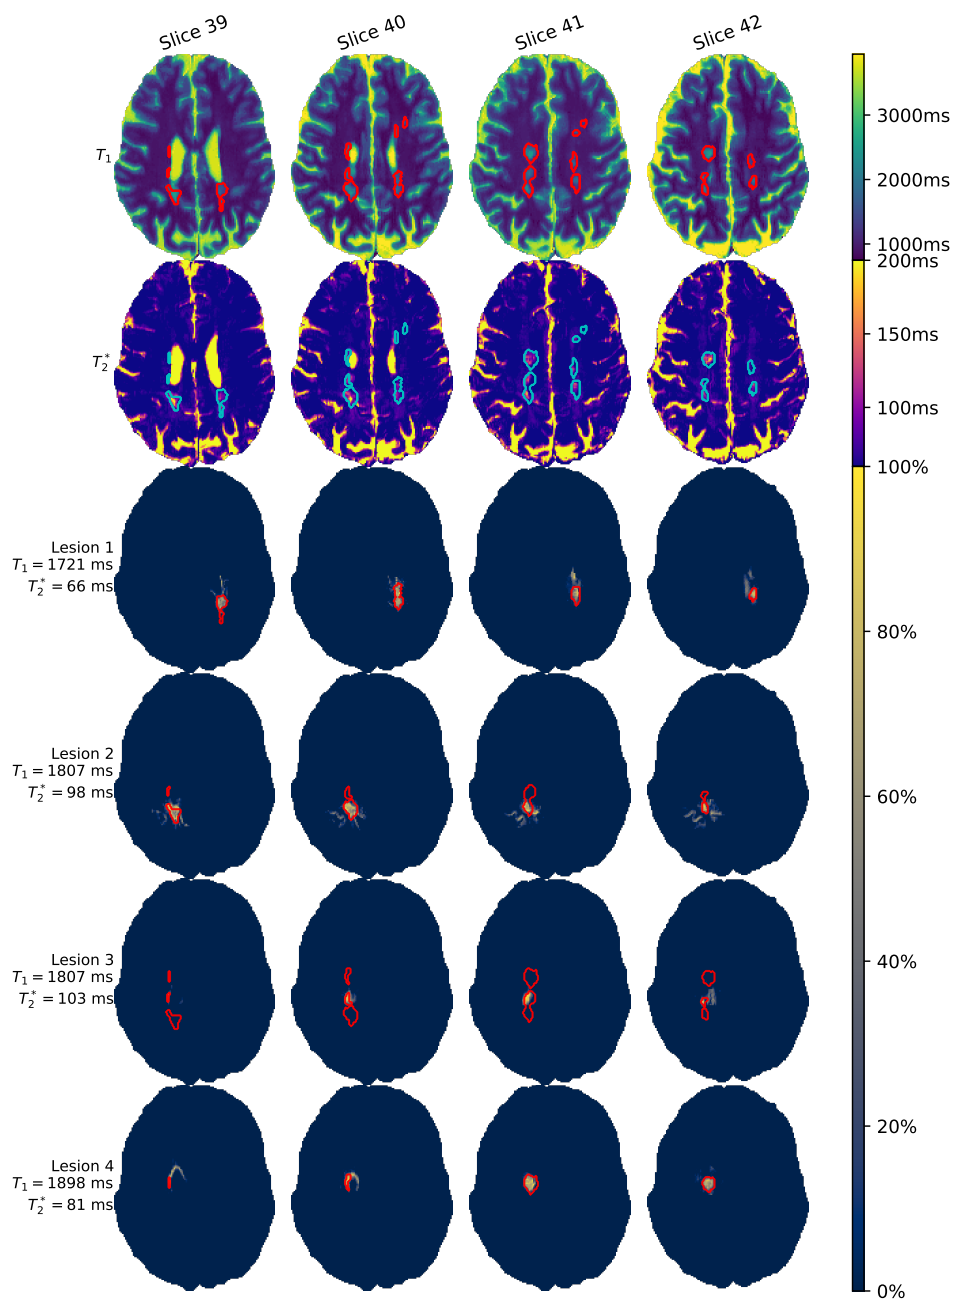 Slice 39 Slice 40 Slice 41 Slice 42
T₁
3000ms
2000ms
1000ms
200ms
T₂*
150ms
100ms
100%
Lesion 1
T₁ = 1721 ms
T₂* = 66 ms
80%
Lesion 2
T₁ = 1807 ms
T₂* = 98 ms
60%
Lesion 3
T₁ = 1807 ms
T₂* = 103 ms
40%
20%
Lesion 4
T₁ = 1898 ms
T₂* = 81 ms
0%